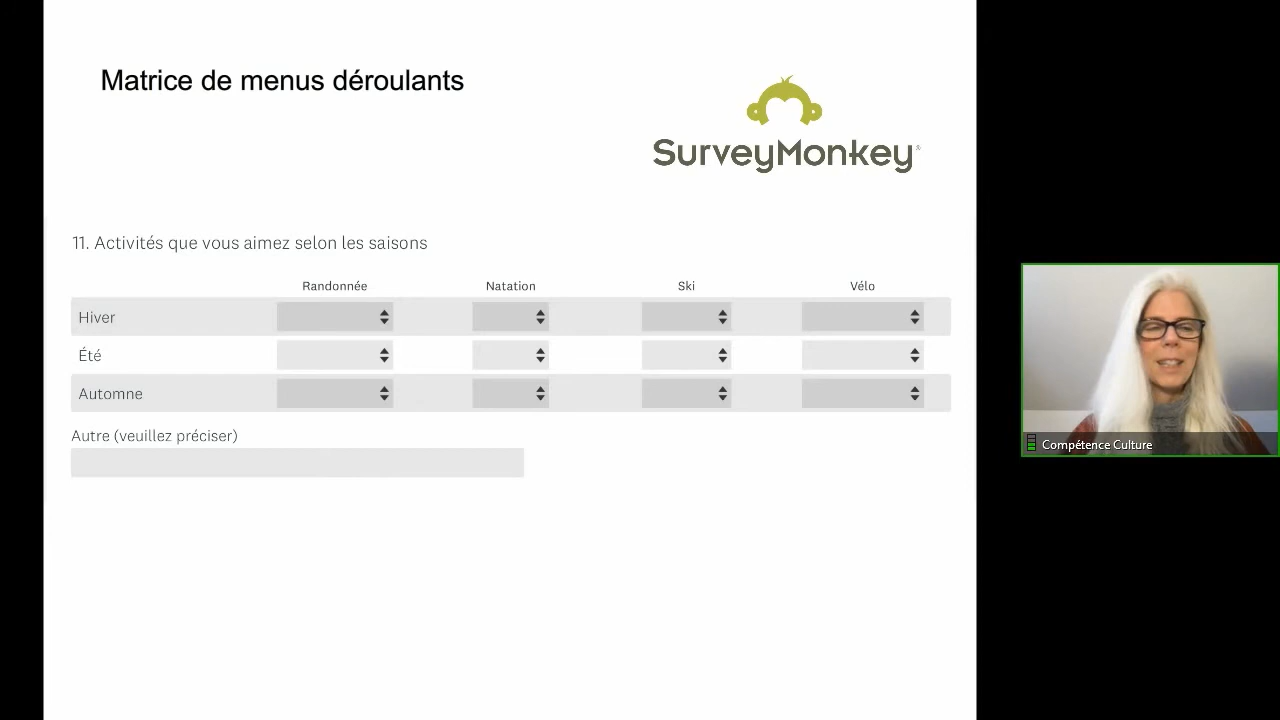 Matrice de menus déroulants
SurveyMonkey®
11. Activités que vous aimez selon les saisons
Randonnée Natation Ski Vélo
Hiver
Été
Automne
Autre (veuillez préciser)
Compétence Culture